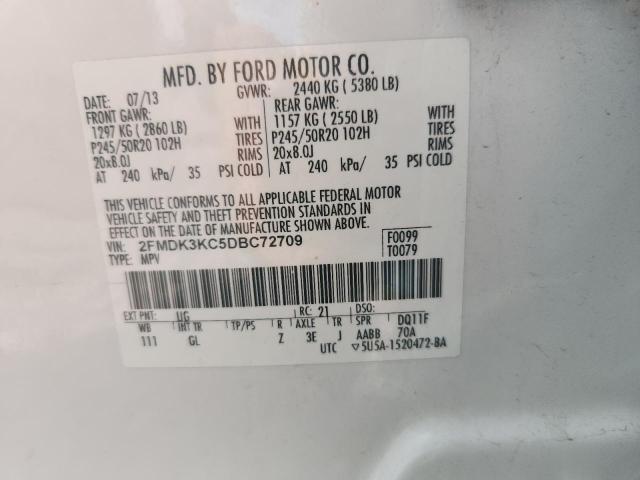 MFD. BY FORD MOTOR CO.
DATE: 07/13 GVWR: 2440 KG ( 5380 LB)
FRONT GAWR: REAR GAWR:
1297 KG ( 2860 LB) WITH 1157 KG ( 2550 LB) WITH
P245/50R20 102H TIRES P245/50R20 102H TIRES
20x8.0J RIMS 20x8.0J RIMS
AT 240 kPa/ 35 PSI COLD AT 240 kPa/ 35 PSI COLD
THIS VEHICLE CONFORMS TO ALL APPLICABLE FEDERAL MOTOR
VEHICLE SAFETY AND THEFT PREVENTION STANDARDS IN
EFFECT ON THE DATE OF MANUFACTURE SHOWN ABOVE.
VIN: 2FMDK3KC5DBC72709 F0099
TYPE: MPV T0079
EXT PNT: UG RC: 21 DSO:
WB INT TR TP/PS R AXLE TR SPR DQ11F
111 GL Z 3E J AABB 70A
UTC ▽5U5A-1520472-BA